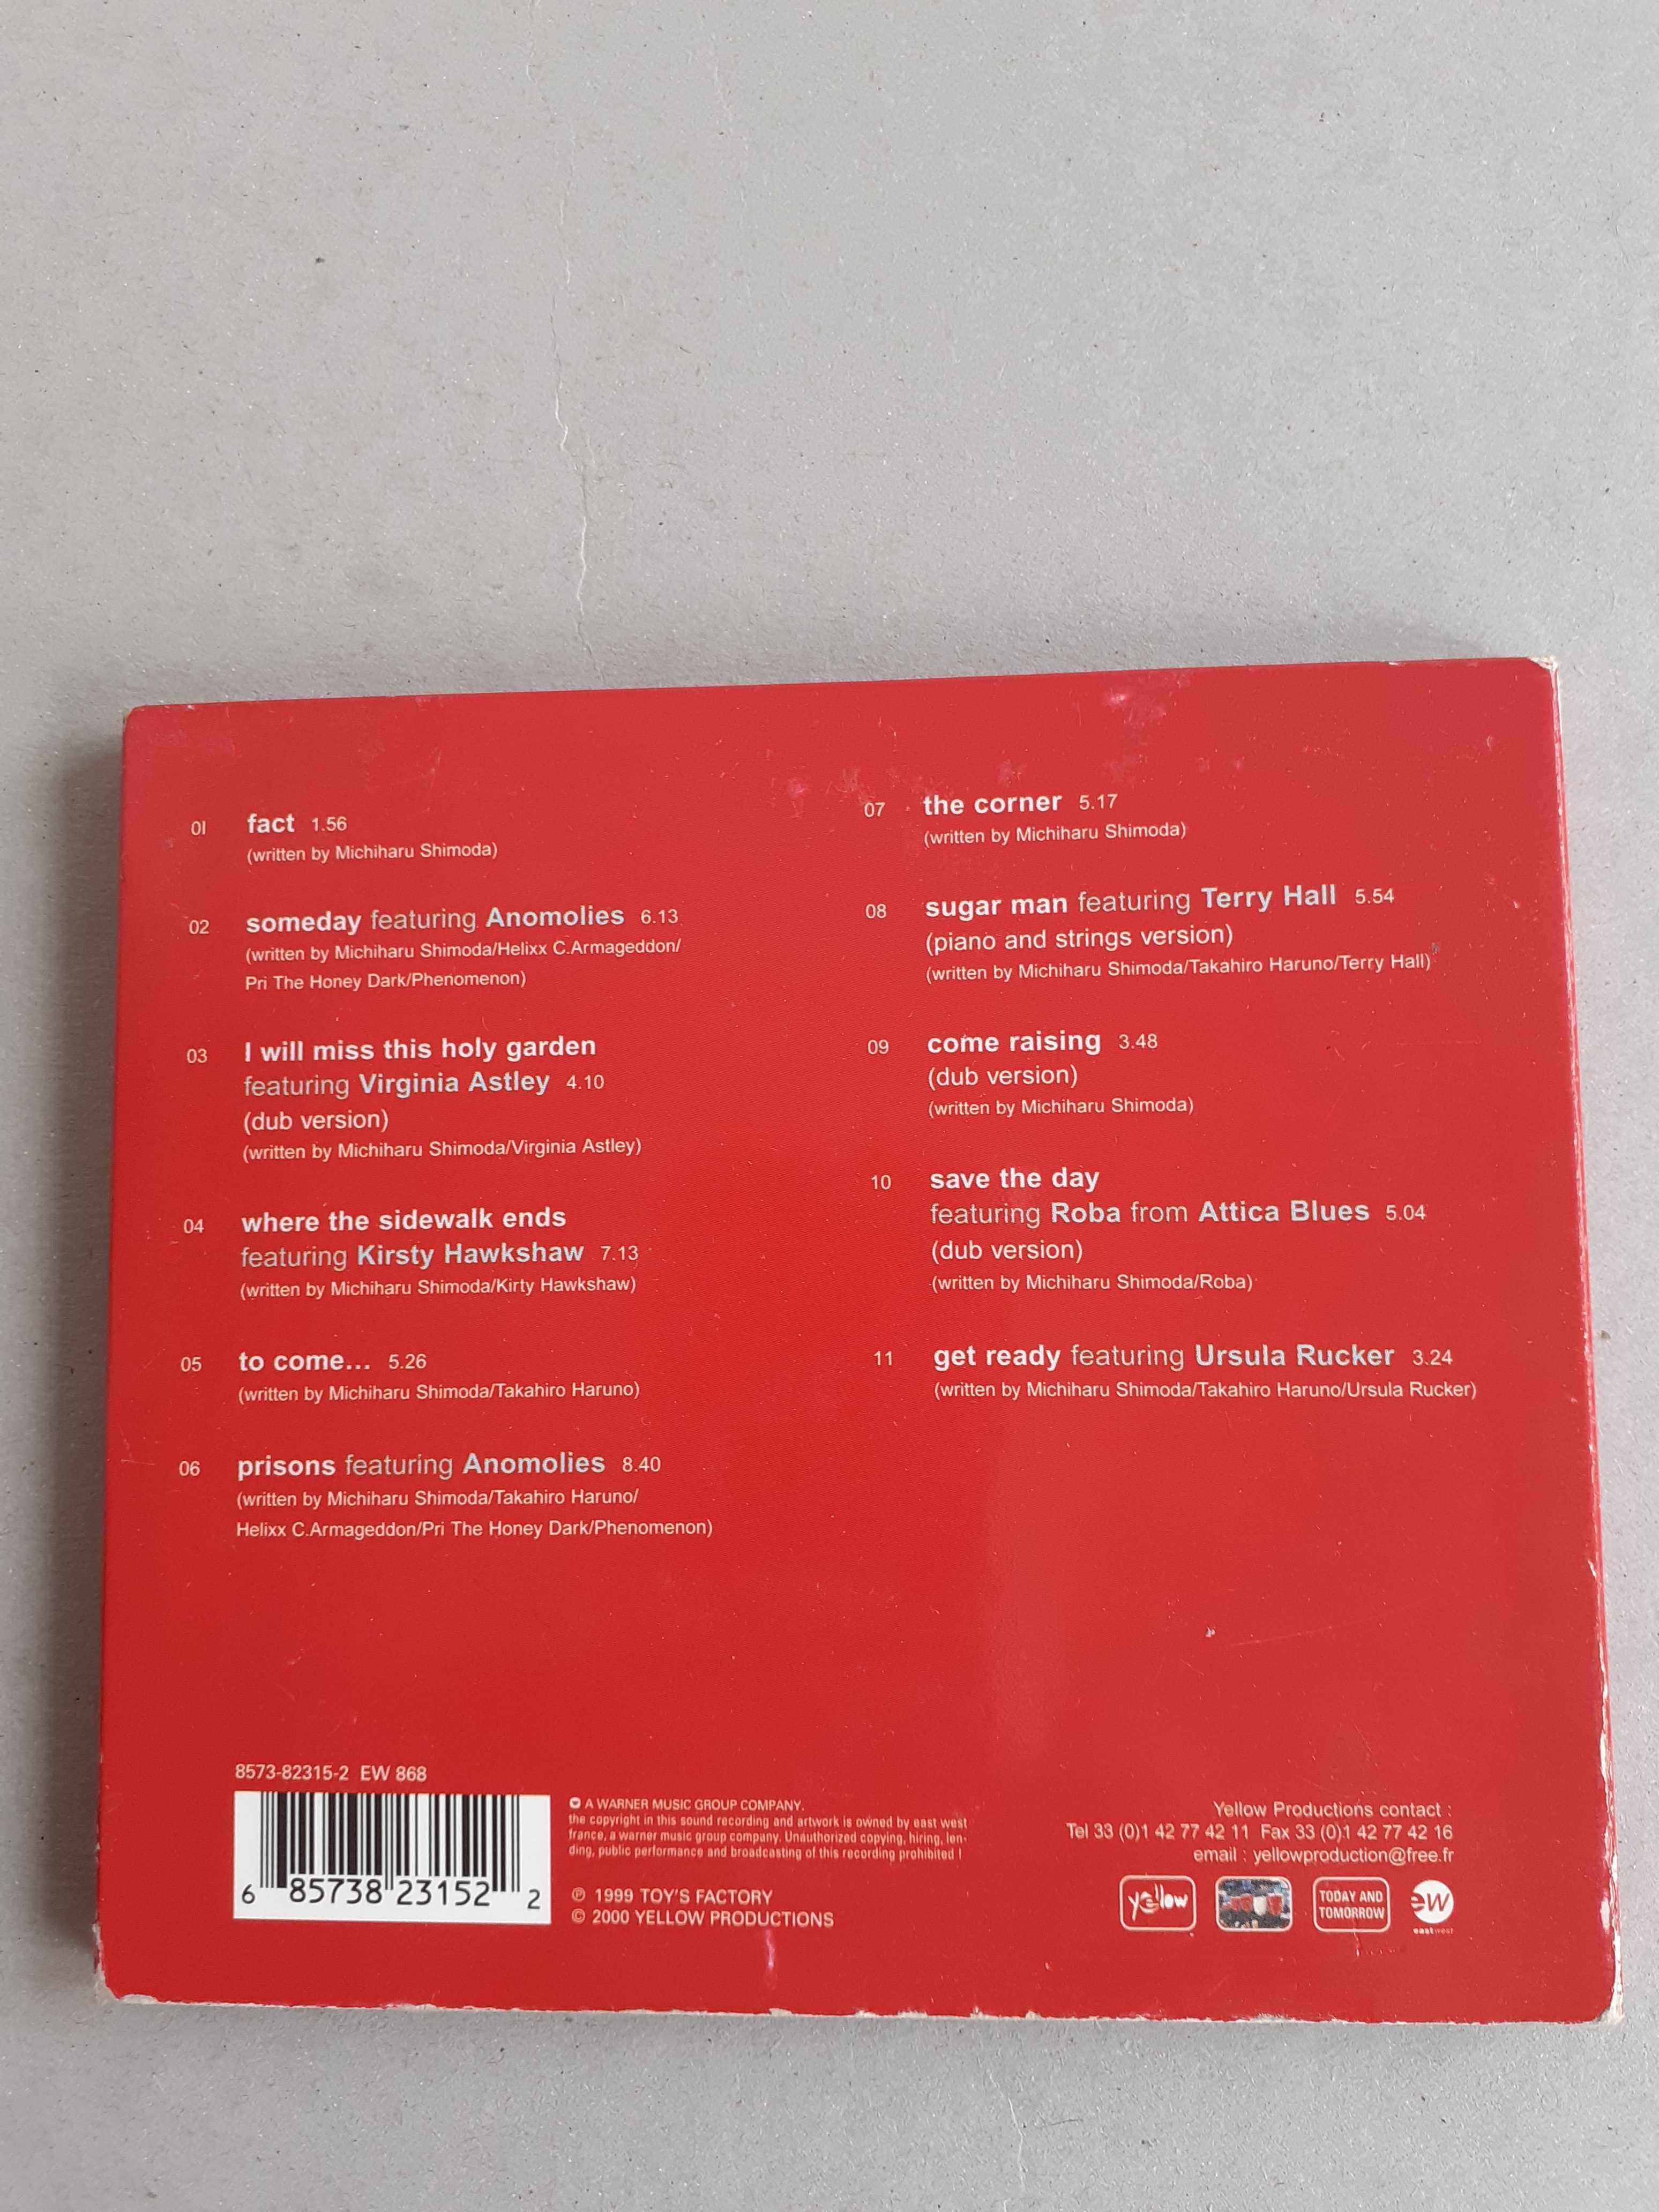 01 fact 1.56
(written by Michiharu Shimoda)
02 someday featuring Anomolies 6.13
(written by Michiharu Shimoda/Helixx C.Armageddon/
Pri The Honey Dark/Phenomenon)
03 I will miss this holy garden
featuring Virginia Astley 4.10
(dub version)
(written by Michiharu Shimoda/Virginia Astley)
04 where the sidewalk ends
featuring Kirsty Hawkshaw 7.13
(written by Michiharu Shimoda/Kirty Hawkshaw)
05 to come... 5.26
(written by Michiharu Shimoda/Takahiro Haruno)
06 prisons featuring Anomolies 8.40
(written by Michiharu Shimoda/Takahiro Haruno/
Helixx C.Armageddon/Pri The Honey Dark/Phenomenon)
07 the corner 5.17
(written by Michiharu Shimoda)
08 sugar man featuring Terry Hall 5.54
(piano and strings version)
(written by Michiharu Shimoda/Takahiro Haruno/Terry Hall)
09 come raising 3.48
(dub version)
(written by Michiharu Shimoda)
10 save the day
featuring Roba from Attica Blues 5.04
(dub version)
(written by Michiharu Shimoda/Roba)
11 get ready featuring Ursula Rucker 3.24
(written by Michiharu Shimoda/Takahiro Haruno/Ursula Rucker)
8573-82315-2 EW 868
6 85738 23152 2
A WARNER MUSIC GROUP COMPANY.
the copyright in this sound recording and artwork is owned by east west
france, a warner music group company. Unauthorized copying, hiring, len-
ding, public performance and broadcasting of this recording prohibited !
℗ 1999 TOY'S FACTORY
© 2000 YELLOW PRODUCTIONS
Yellow Productions contact :
Tel 33 (0)1 42 77 42 11 Fax 33 (0)1 42 77 42 16
email : yellowproduction@free.fr
yellow
TODAY AND
TOMORROW
ew
eastwest